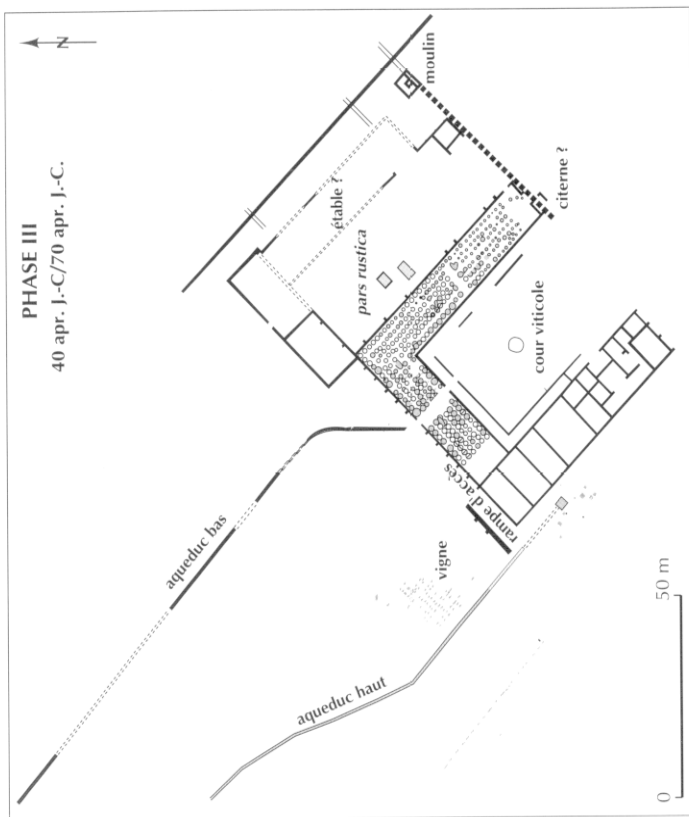 PHASE III
40 apr. J.-C/70 apr. J.-C.
N
moulin
étable ?
pars rustica
citerne ?
cour viticole
aqueduc bas
rampe d'accès
vigne
aqueduc haut
0 50 m